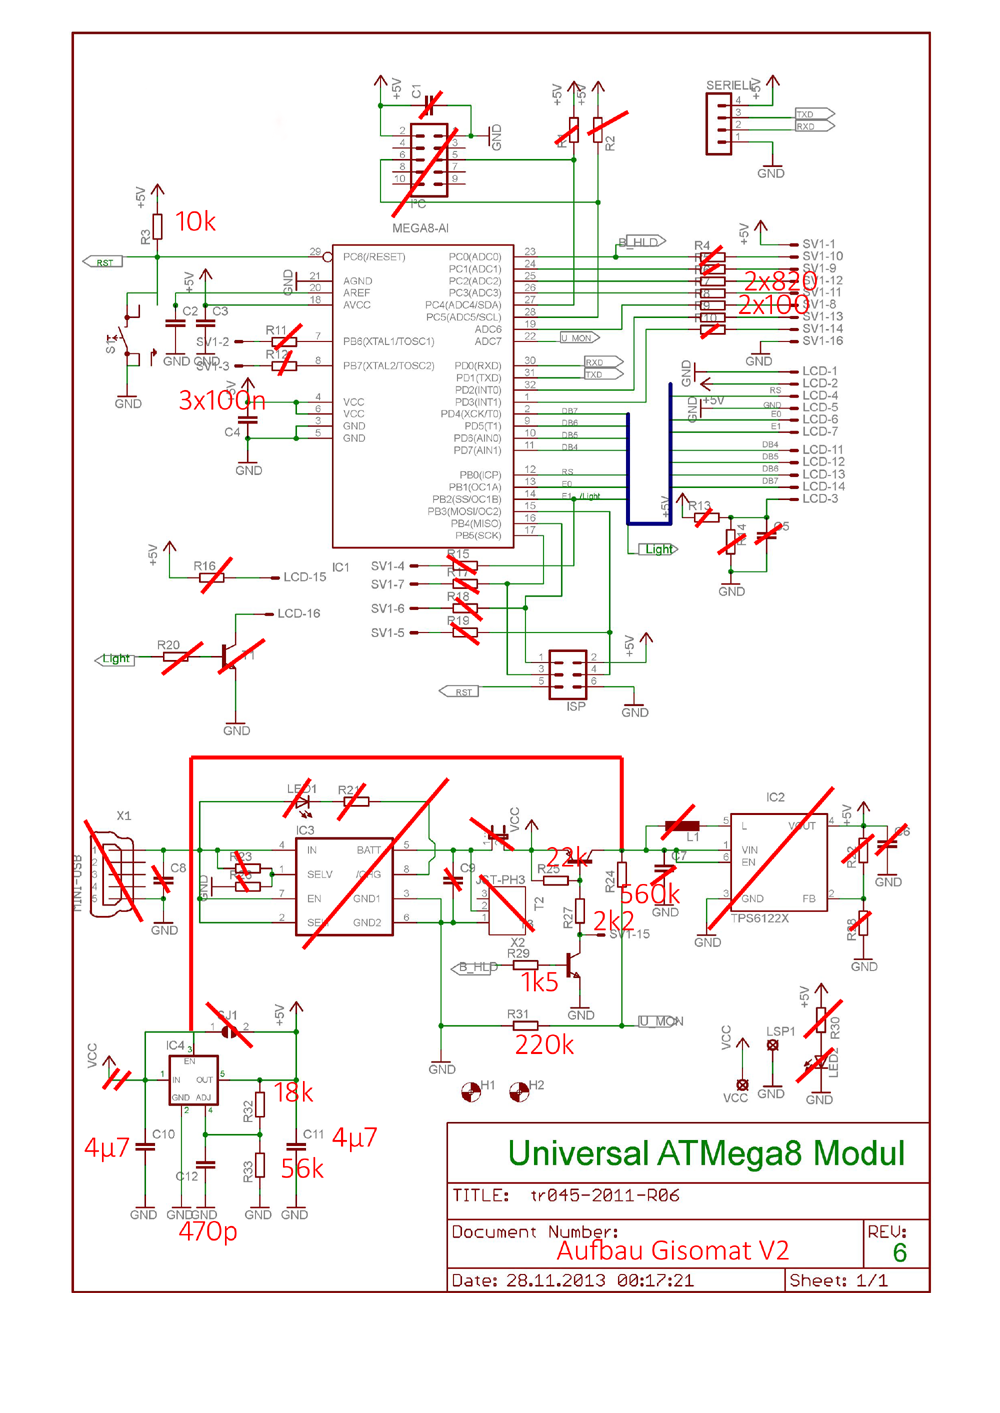 +5V
C1
+5V
+5V
SERIELL
4
3
2
1
TXD
RXD
GND
GND
R2
2
4
6
8
10
3
5
7
9
I²C
+5V
10k
R3
RST
MEGA8-AI
29
PC6(/RESET)
21
AGND
20
AREF
18
AVCC
7
PB6(XTAL1/TOSC1)
8
PB7(XTAL2/TOSC2)
4
VCC
6
VCC
3
GND
5
GND
PC0(ADC0)
23
PC1(ADC1)
24
PC2(ADC2)
25
PC3(ADC3)
26
PC4(ADC4/SDA)
27
PC5(ADC5/SCL)
28
ADC6
19
ADC7
22
PD0(RXD)
30
PD1(TXD)
31
PD2(INT0)
32
PD3(INT1)
1
PD4(XCK/T0)
2
PD5(T1)
9
PD6(AIN0)
10
PD7(AIN1)
11
PB0(ICP)
12
PB1(OC1A)
13
PB2(SS/OC1B)
14
PB3(MOSI/OC2)
15
PB4(MISO)
16
PB5(SCK)
17
IC1
GND
+5V
C2
C3
GND
GND
S1
GND
SV1-2
R11
SV1-3
R12
+5V
3x100n
C4
GND
B_HLD
U_MON
RXD
TXD
DB7
DB6
DB5
DB4
RS
E0
E1
/Light
R4
R7
R8
R9
R10
2x820
2x100
+5V
SV1-1
SV1-10
SV1-9
SV1-12
SV1-11
SV1-8
SV1-13
SV1-14
SV1-16
GND
GND
+5V
GND
LCD-1
LCD-2
LCD-4
LCD-5
LCD-6
LCD-7
LCD-11
LCD-12
LCD-13
LCD-14
LCD-3
RS
GND
E0
E1
DB4
DB5
DB6
DB7
+5V
R13
R14
C5
GND
Light
+5V
R16
LCD-15
LCD-16
Light
R20
T1
GND
SV1-4
R15
SV1-7
R17
SV1-6
R18
SV1-5
R19
+5V
1
3
5
2
4
6
ISP
RST
GND
X1
MINI-USB
1
2
3
4
5
C8
GND
LED1
R21
IC3
4
IN
1
SELV
7
EN
2
BATT
5
/CHG
8
GND1
3
GND2
6
R23
GND
C9
JST-PH3
3
2
1
X2
VCC
22k
R25
T2
R27
2k2
SV1-15
R24
560k
B_HLD
R29
1k5
GND
R31
220k
U_MON
GND
L1
C7
GND
IC2
5
L
VOUT
4
1
VIN
6
EN
3
GND
FB
2
TPS6122X
GND
+5V
C6
GND
GND
SJ1
1
2
+5V
VCC
IC4
3
EN
1
IN
OUT
5
GND
ADJ
2
4
18k
R32
4µ7
C10
C12
R33
56k
C11
4µ7
GND
GND
GND
GND
GND
470p
H1
H2
VCC
VCC
LSP1
GND
+5V
R30
LED2
GND
Universal ATMega8 Modul
TITLE: tr045-2011-R06
Document Number:
Aufbau Gisomat V2
REV:
6
Date: 28.11.2013 00:17:21
Sheet: 1/1